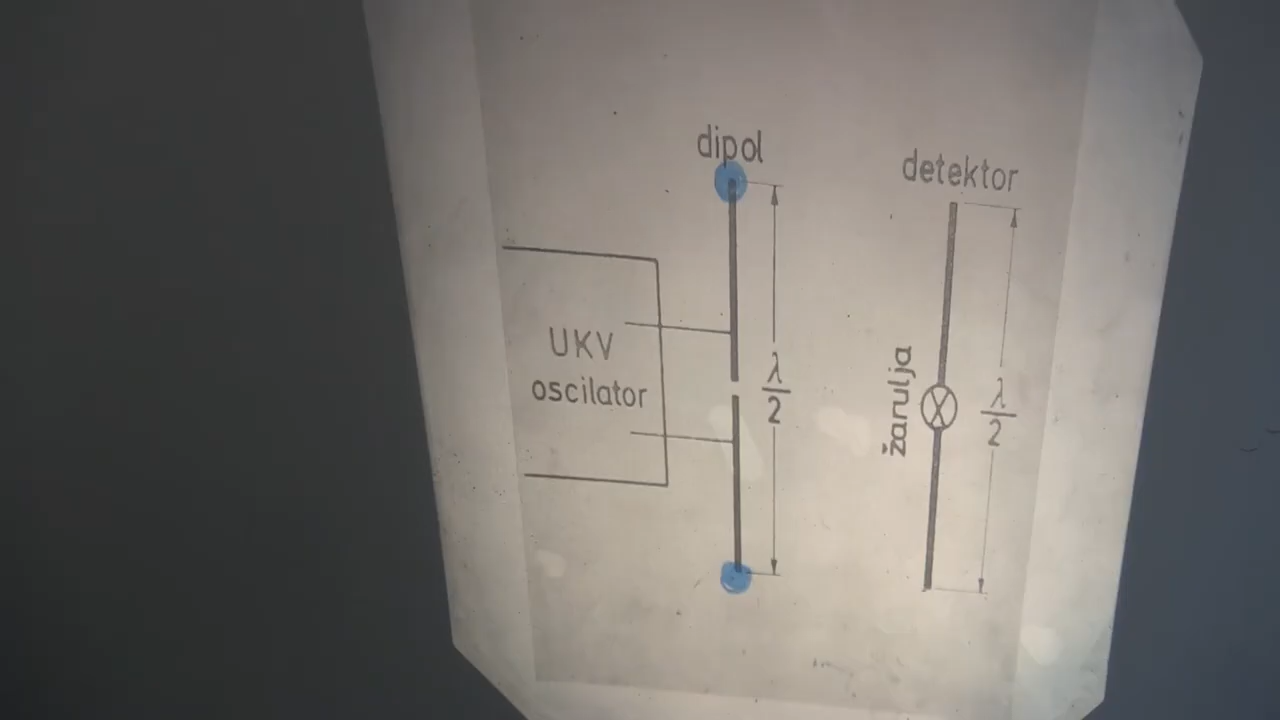 dipol
detektor
UKV
oscilator
λ
2
žarulja
λ
2